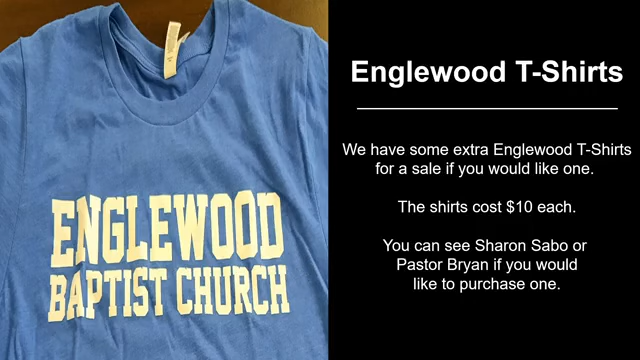 ENGLEWOOD
BAPTIST CHURCH
Englewood T-Shirts
We have some extra Englewood T-Shirts
for a sale if you would like one.
The shirts cost $10 each.
You can see Sharon Sabo or
Pastor Bryan if you would
like to purchase one.